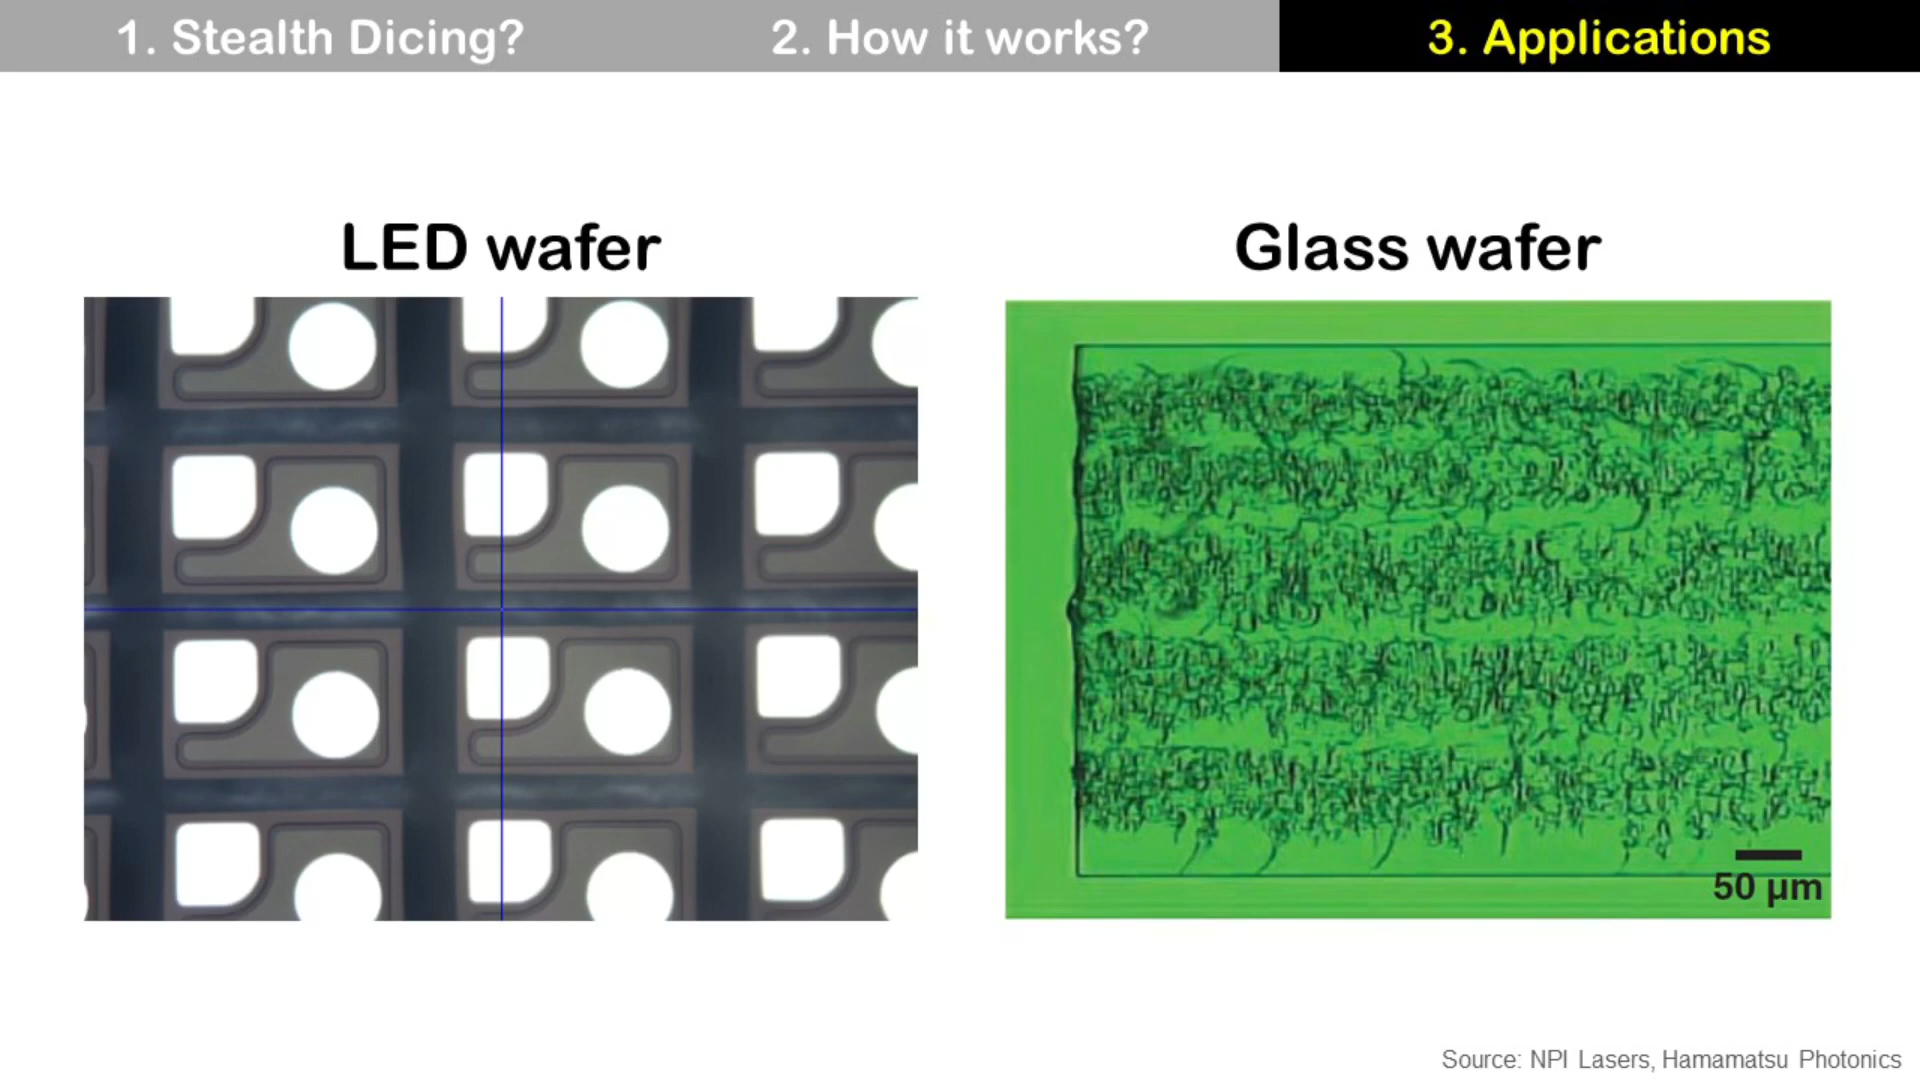 1. Stealth Dicing?
2. How it works?
3. Applications
LED wafer
Glass wafer
50 µm
Source: NPI Lasers, Hamamatsu Photonics